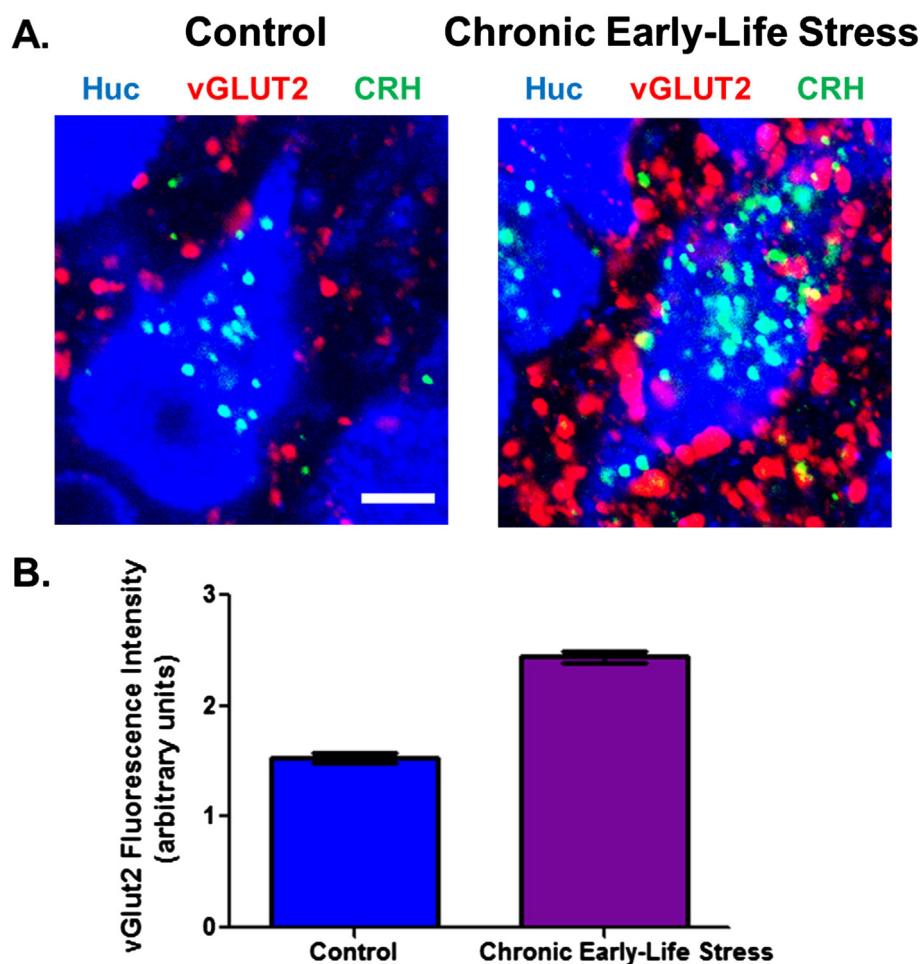 A. Control Chronic Early-Life Stress
Huc vGLUT2 CRH Huc vGLUT2 CRH
B.
vGlut2 Fluorescence Intensity
(arbitrary units)
3
2
1
0
Control Chronic Early-Life Stress